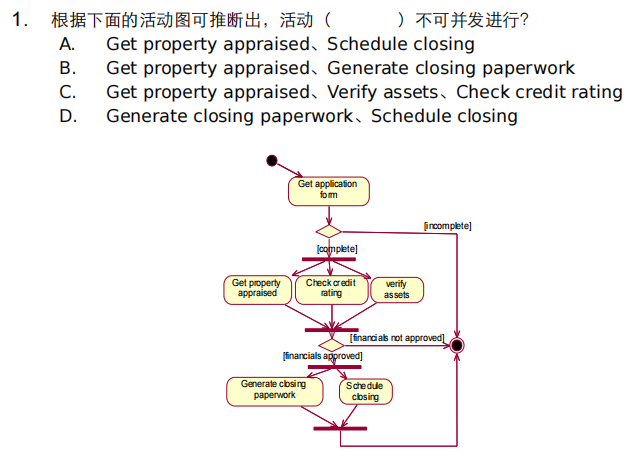 1. 根据下面的活动图可推断出，活动（ ）不可并发进行？
A. Get property appraised、Schedule closing
B. Get property appraised、Generate closing paperwork
C. Get property appraised、Verify assets、Check credit rating
D. Generate closing paperwork、Schedule closing
Get application
form
[incomplete]
[complete]
Get property
appraised
Check credit
rating
verify
assets
[financials not approved]
[financials approved]
Generate closing
paperwork
Schedule
closing